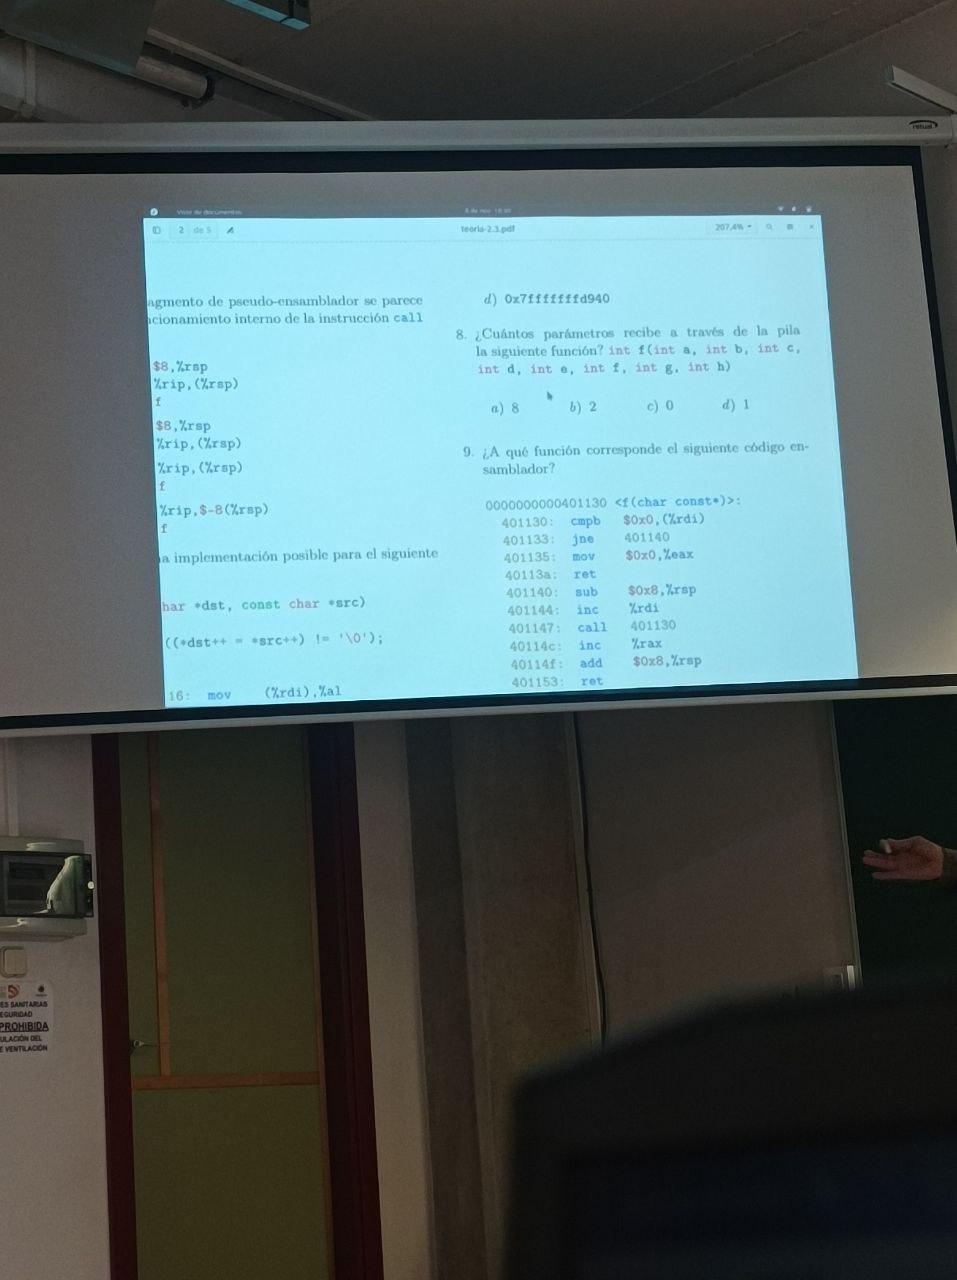 Visor de documentos
2 de 5
teoria-2.3.pdf
207,4%
agmento de pseudo-ensamblador se parece
cionamiento interno de la instrucción call
$8,%rsp
%rip,(%rsp)
f
$8,%rsp
%rip,(%rsp)
%rip,(%rsp)
f
%rip,$-8(%rsp)
f
a implementación posible para el siguiente
har *dst, const char *src)
((*dst++ = *src++) != '\0');
16: mov (%rdi),%al
d) 0x7fffffffd940
8. ¿Cuántos parámetros recibe a través de la pila
la siguiente función? int f(int a, int b, int c,
int d, int e, int f, int g, int h)
a) 8 b) 2 c) 0 d) 1
9. ¿A qué función corresponde el siguiente código en-
samblador?
0000000000401130 <f(char const*)>:
401130: cmpb $0x0,(%rdi)
401133: jne 401140
401135: mov $0x0,%eax
40113a: ret
401140: sub $0x8,%rsp
401144: inc %rdi
401147: call 401130
40114c: inc %rax
40114f: add $0x8,%rsp
401153: ret
ES SANITARIAS
EGURIDAD
PROHIBIDA
ULACIÓN DEL
E VENTILACIÓN